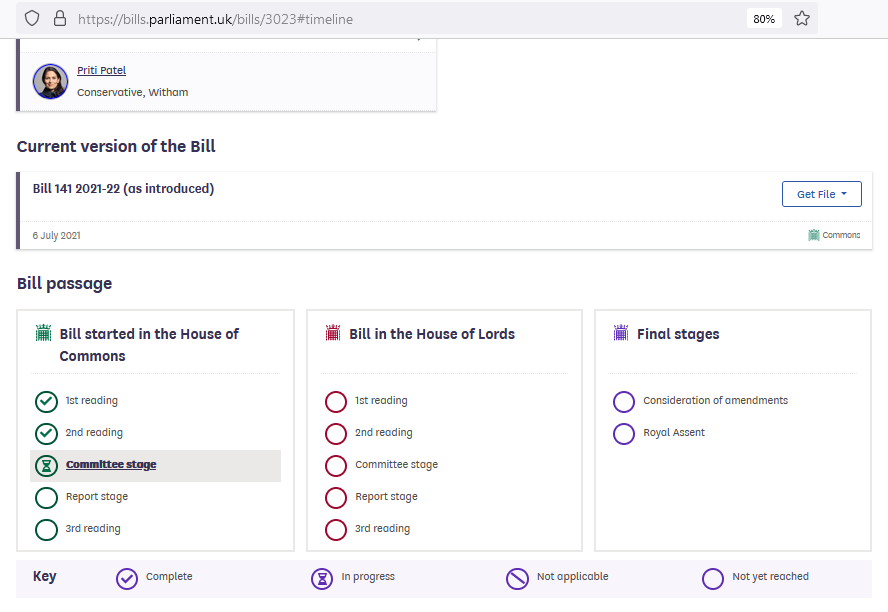 https://bills.parliament.uk/bills/3023#timeline
80%
Priti Patel
Conservative, Witham
Current version of the Bill
Bill 141 2021-22 (as introduced)
Get File
6 July 2021
Commons
Bill passage
Bill started in the House of
Commons
1st reading
2nd reading
Committee stage
Report stage
3rd reading
Bill in the House of Lords
1st reading
2nd reading
Committee stage
Report stage
3rd reading
Final stages
Consideration of amendments
Royal Assent
Key
Complete
In progress
Not applicable
Not yet reached